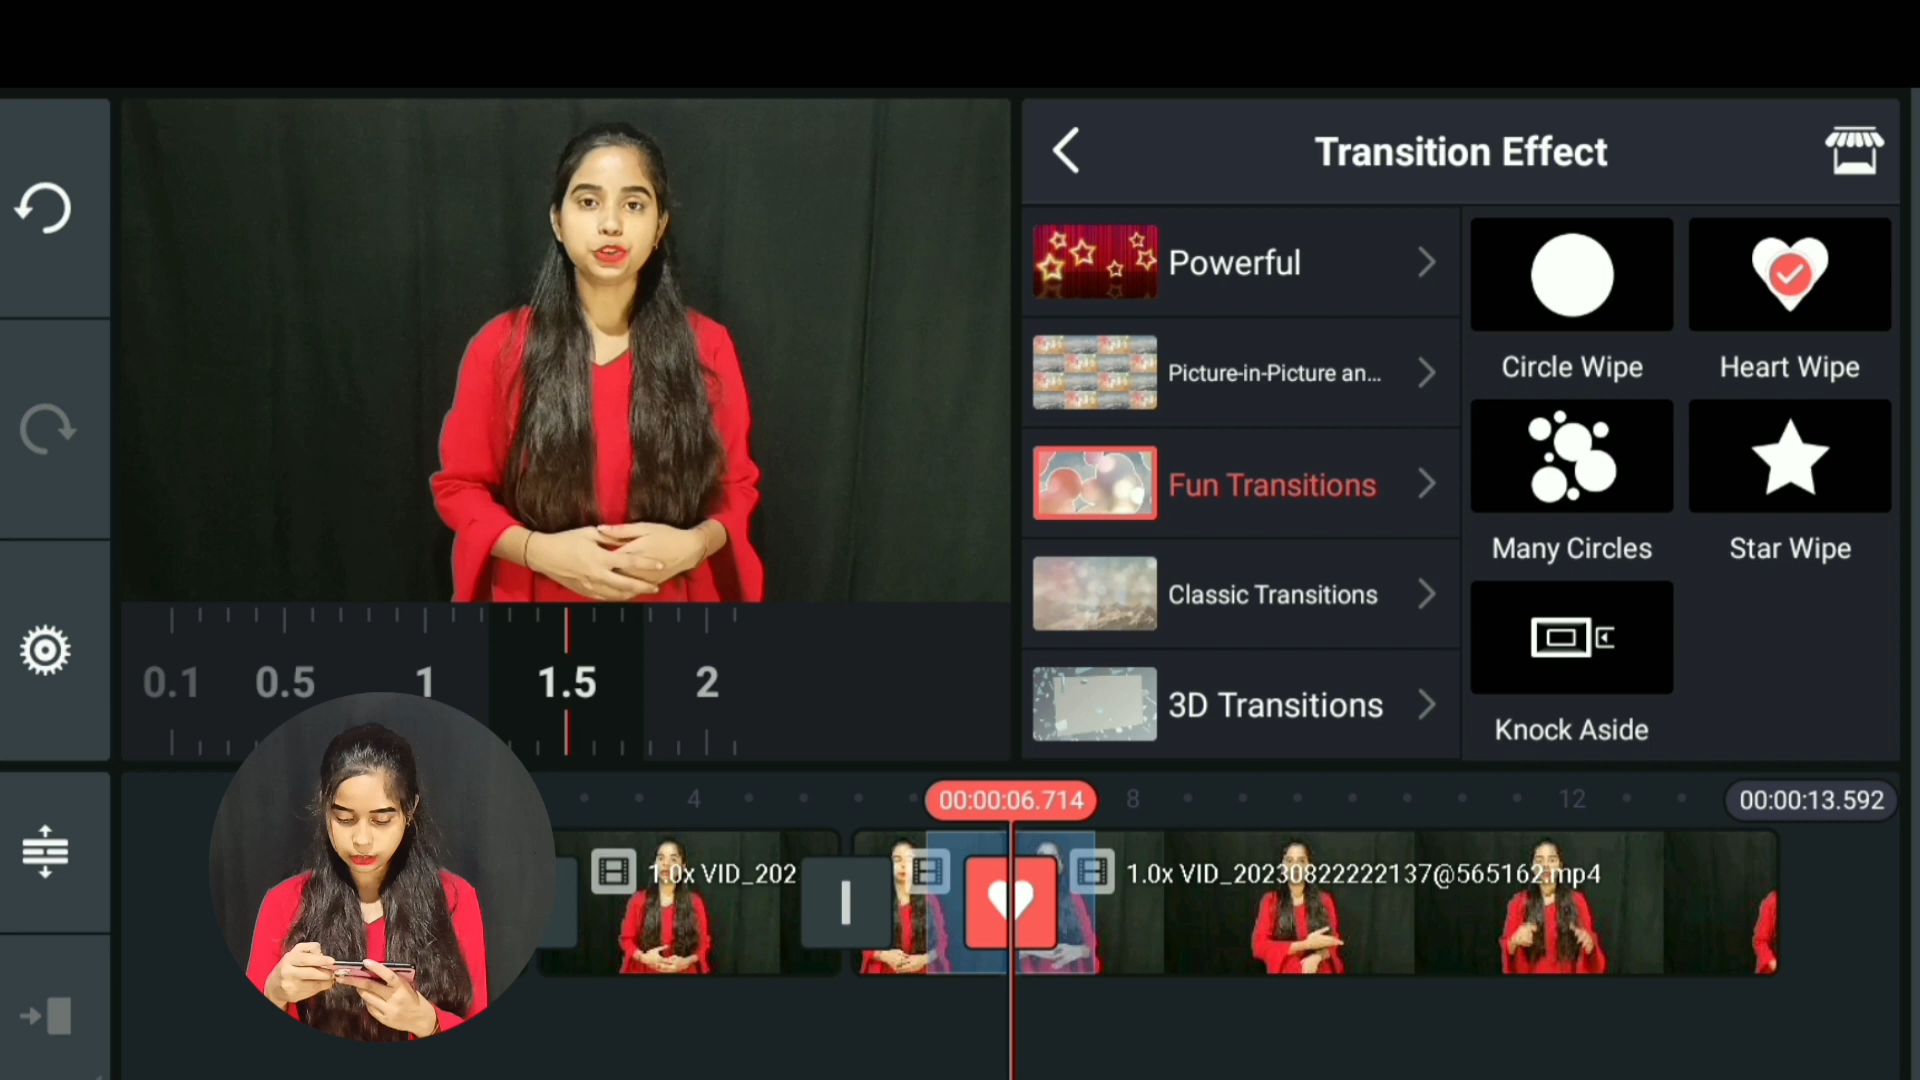 Transition Effect
Powerful
Picture-in-Picture an...
Fun Transitions
Classic Transitions
3D Transitions
Circle Wipe
Heart Wipe
Many Circles
Star Wipe
Knock Aside
0.1 0.5 1 1.5 2
4 00:00:06.714 8 12 00:00:13.592
1.0x VID_202
1.0x VID_20230822222137@565162.mp4